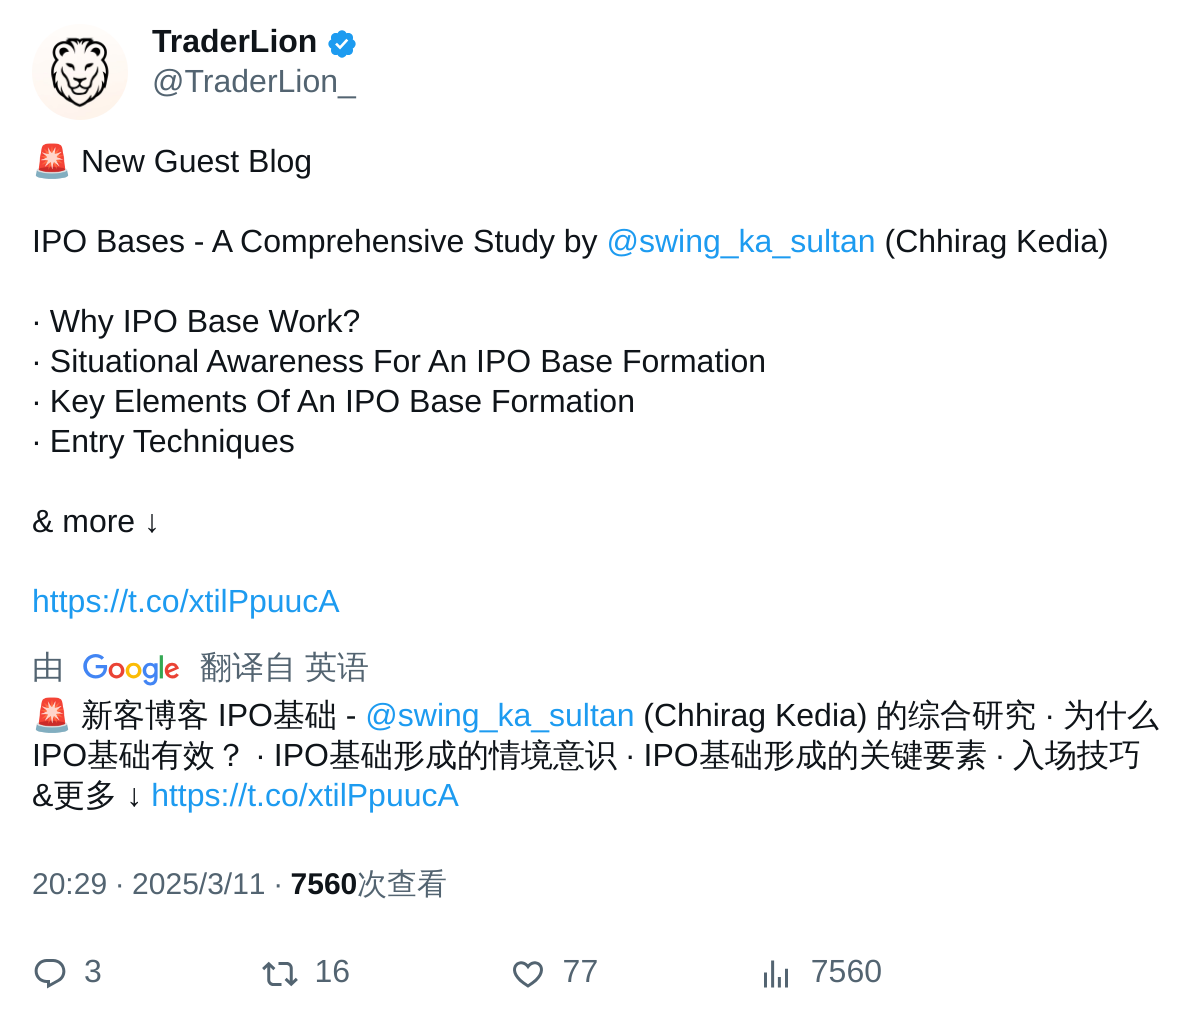 TraderLion
@TraderLion_
🚨 New Guest Blog
IPO Bases - A Comprehensive Study by @swing_ka_sultan (Chhirag Kedia)
· Why IPO Base Work?
· Situational Awareness For An IPO Base Formation
· Key Elements Of An IPO Base Formation
· Entry Techniques
& more ↓
https://t.co/xtilPpuucA
由 Google 翻译自 英语
🚨 新客博客 IPO基础 - @swing_ka_sultan (Chhirag Kedia) 的综合研究 · 为什么
IPO基础有效？ · IPO基础形成的情境意识 · IPO基础形成的关键要素 · 入场技巧
&更多 ↓ https://t.co/xtilPpuucA
20:29 · 2025/3/11 · 7560次查看
3 16 77 7560